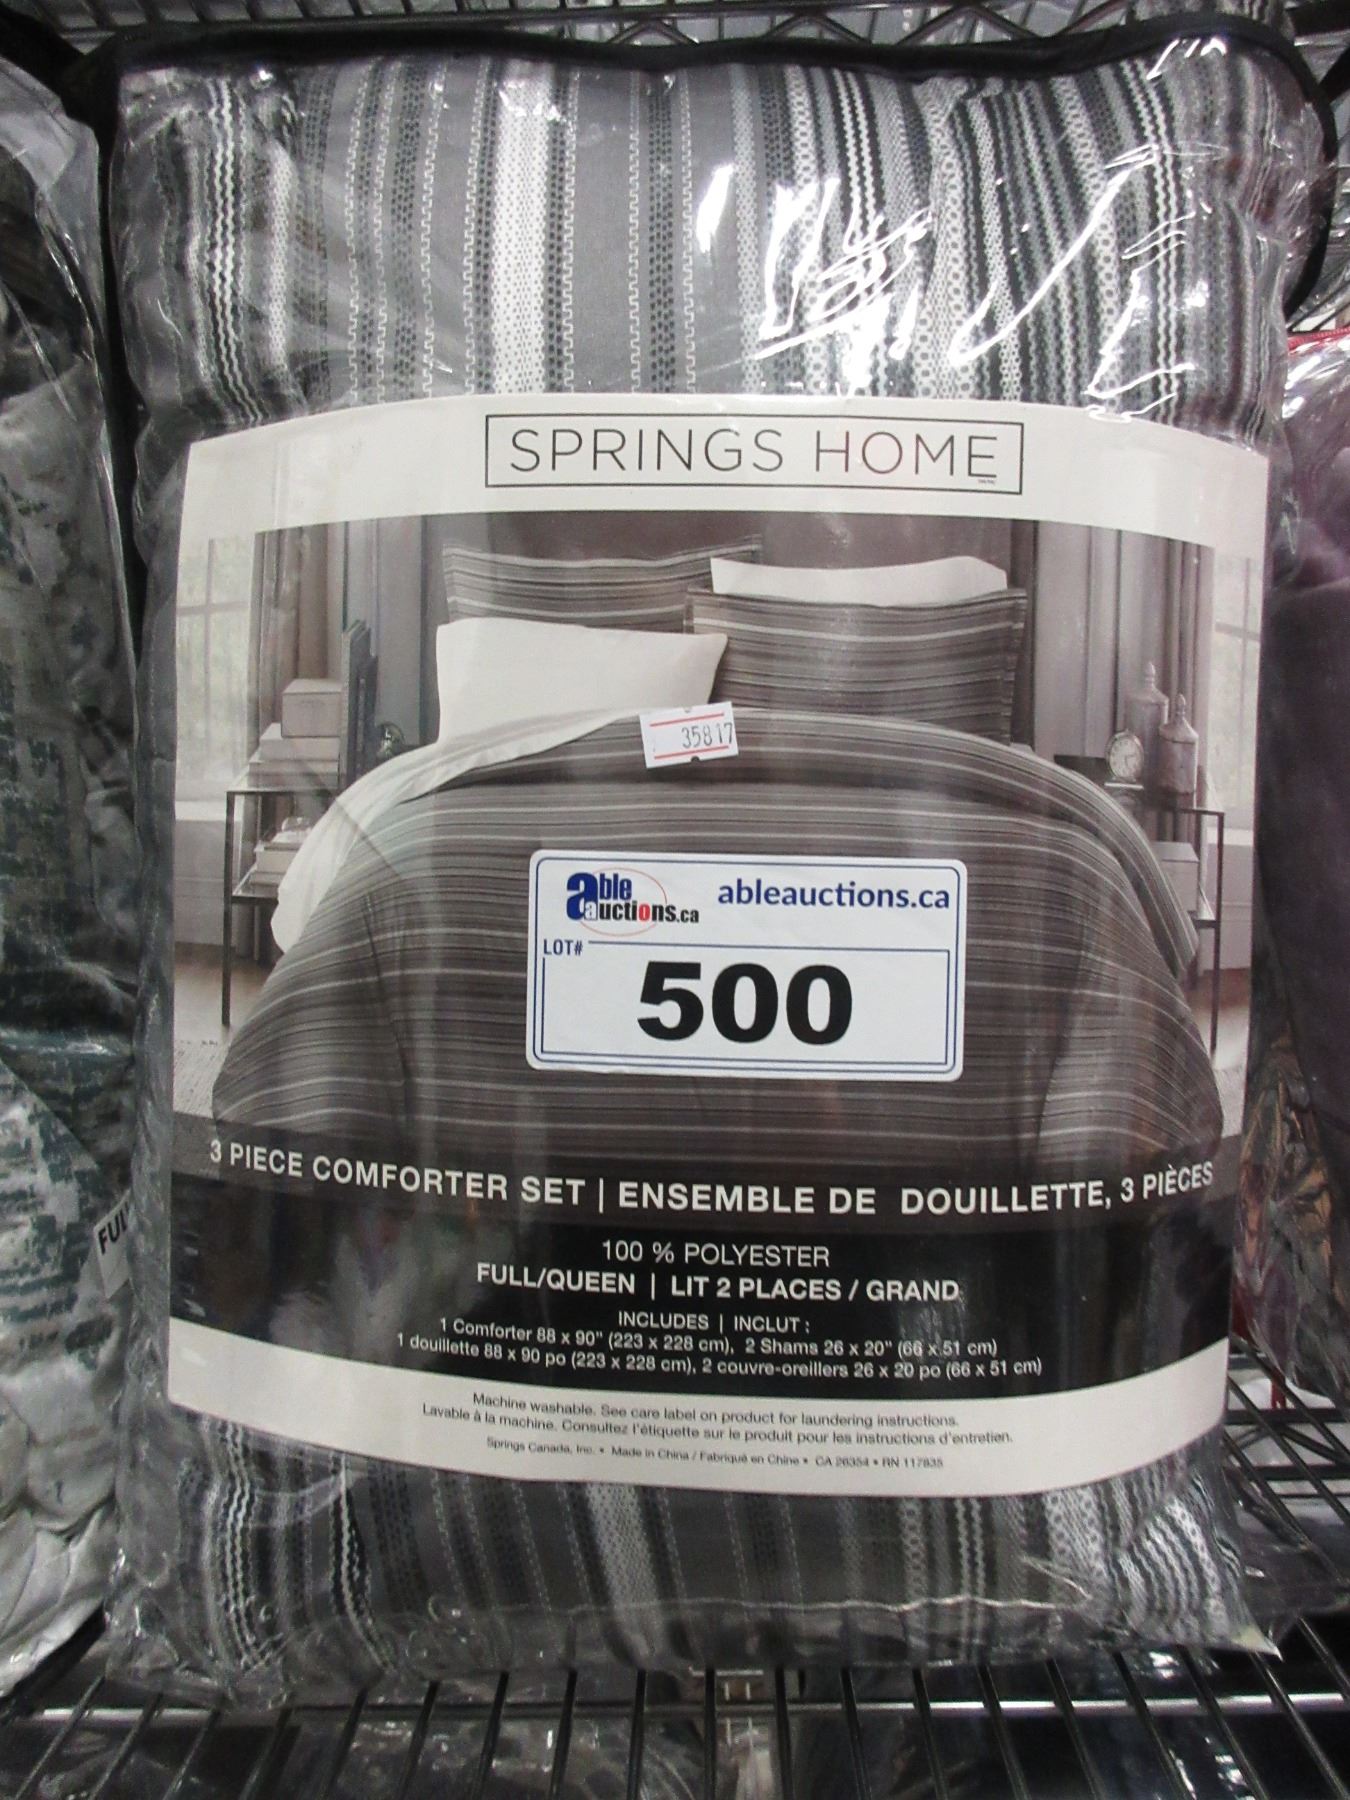 SPRINGS HOME
35817
able auctions.ca
ableauctions.ca
LOT#
500
3 PIECE COMFORTER SET | ENSEMBLE DE DOUILLETTE, 3 PIÈCES
100 % POLYESTER
FULL/QUEEN | LIT 2 PLACES / GRAND
INCLUDES | INCLUT :
1 Comforter 88 x 90" (223 x 228 cm), 2 Shams 26 x 20" (66 x 51 cm)
1 douillette 88 x 90 po (223 x 228 cm), 2 couvre-oreillers 26 x 20 po (66 x 51 cm)
Machine washable. See care label on product for laundering instructions.
Lavable à la machine. Consultez l'étiquette sur le produit pour les instructions d'entretien.
Springs Canada, Inc. • Made in China / Fabriqué en Chine • CA 26354 • RN 117835